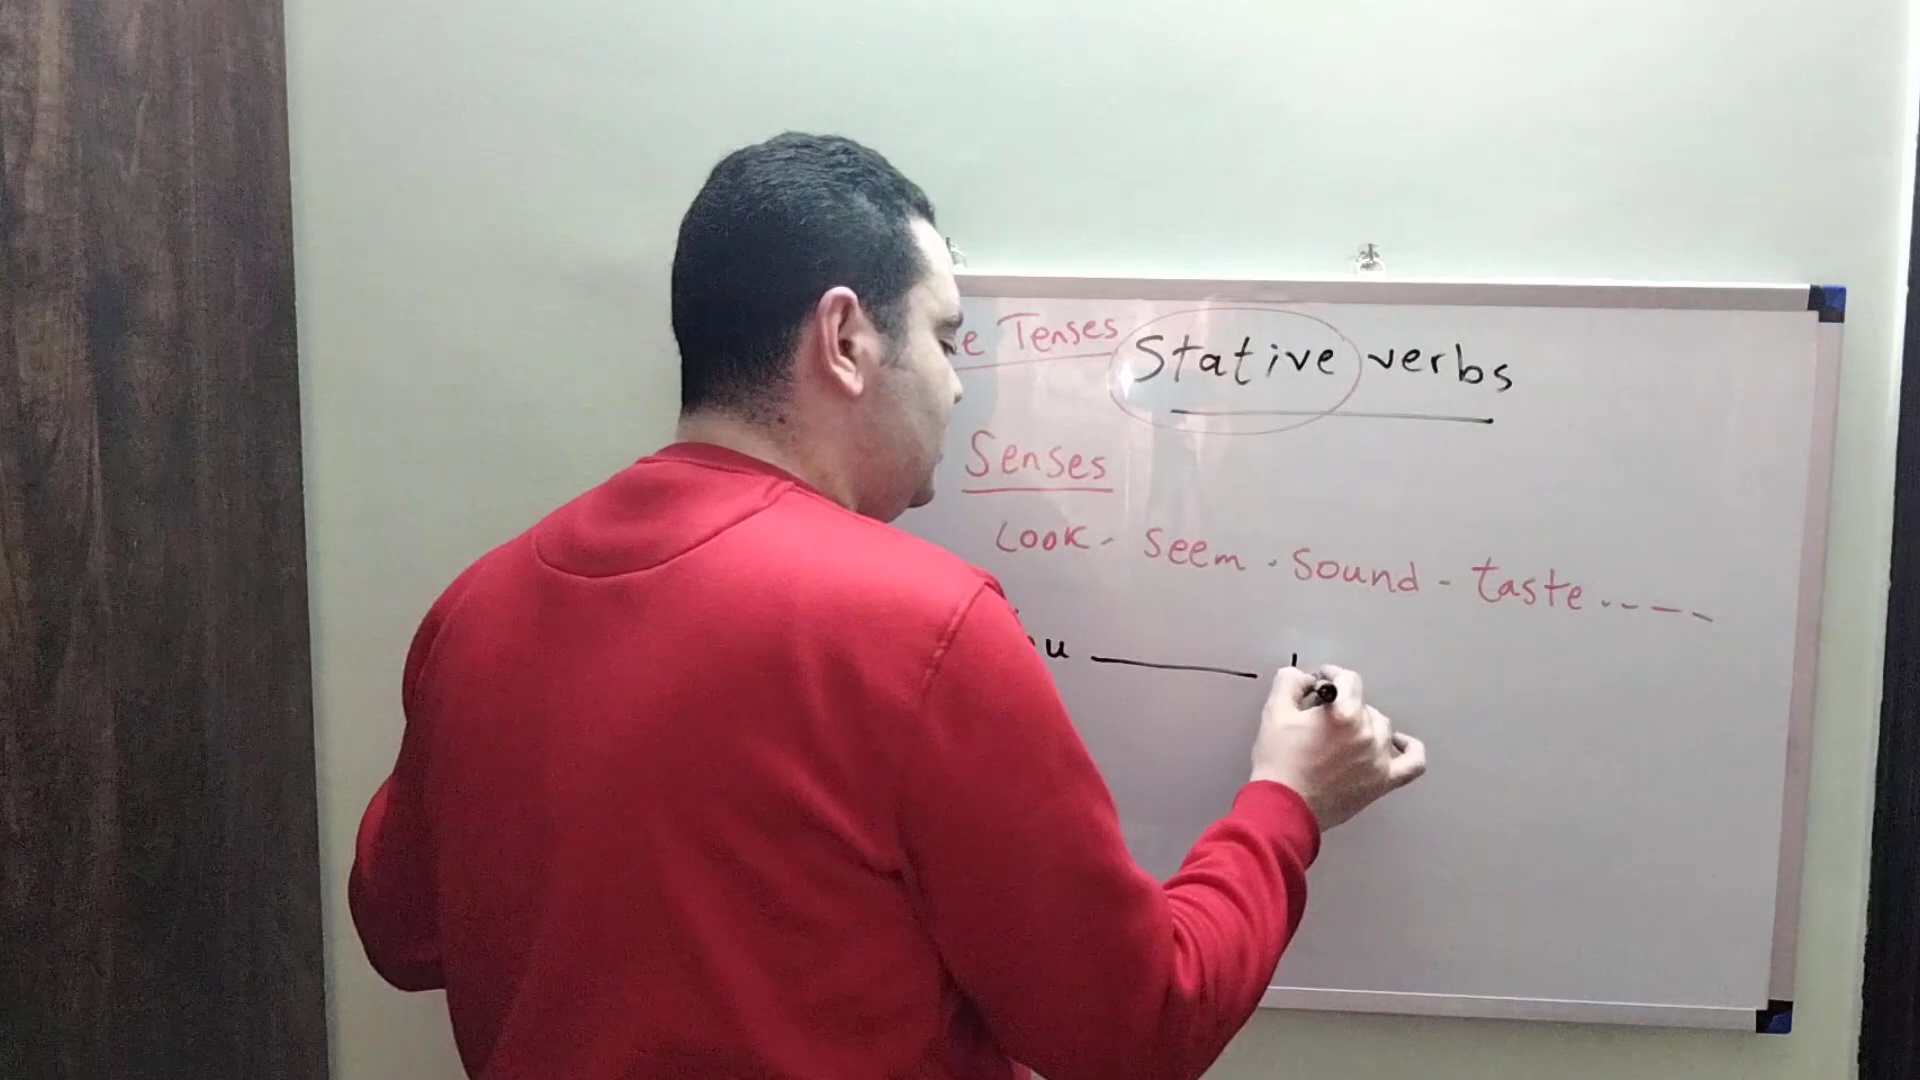 Tenses Stative verbs
Senses
Look - Seem - Sound - taste -----